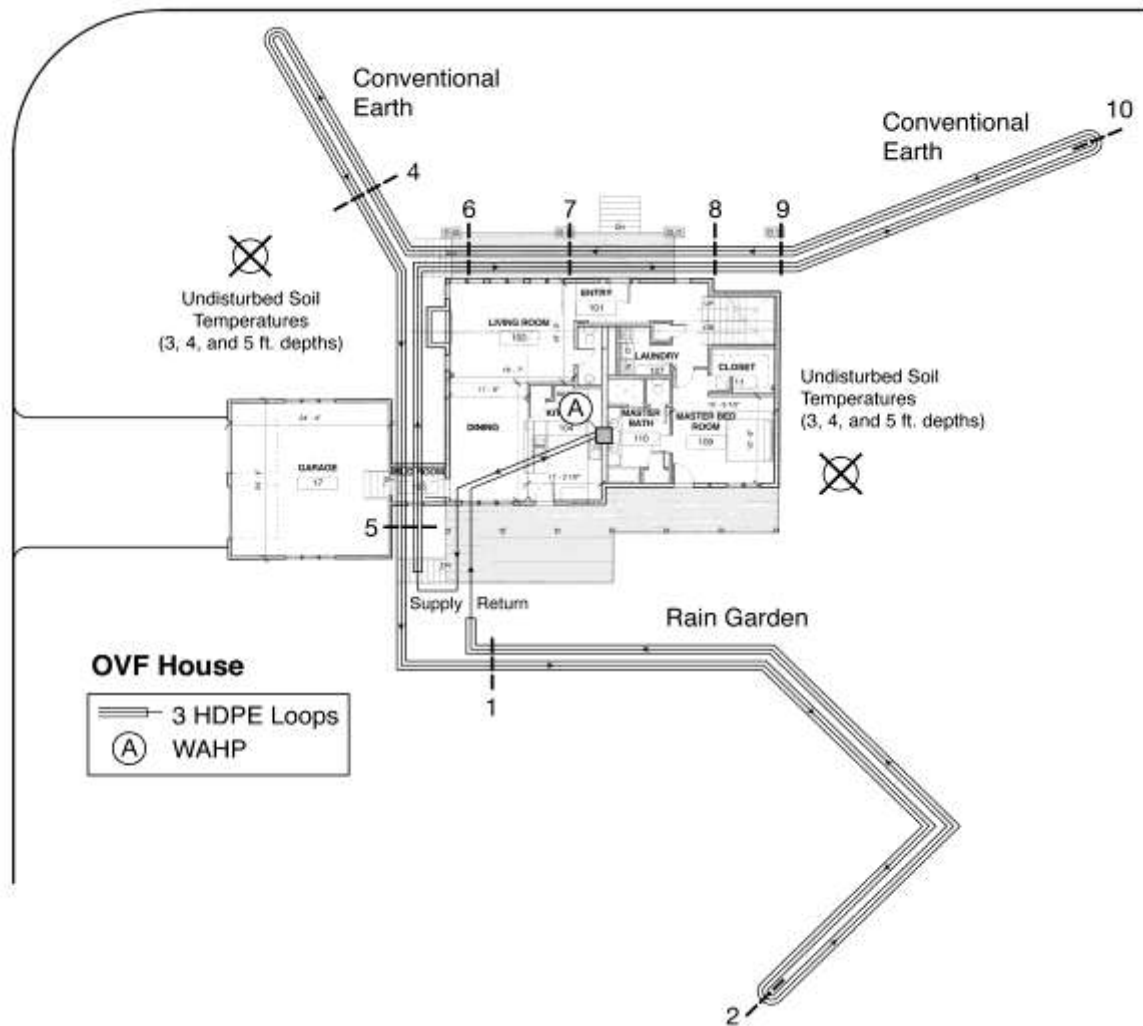 Conventional
Earth
10
Conventional
Earth
4
6
7
8
9
Undisturbed Soil
Temperatures
(3, 4, and 5 ft. depths)
ENTRY
101
LIVING ROOM
LAUNDRY
CLOSET
Undisturbed Soil
Temperatures
(3, 4, and 5 ft. depths)
A
DINING
MASTER
BATH
110
MASTER BED
ROOM
109
GARAGE
17
5
Supply
Return
Rain Garden
OVF House
3 HDPE Loops
A WAHP
1
2